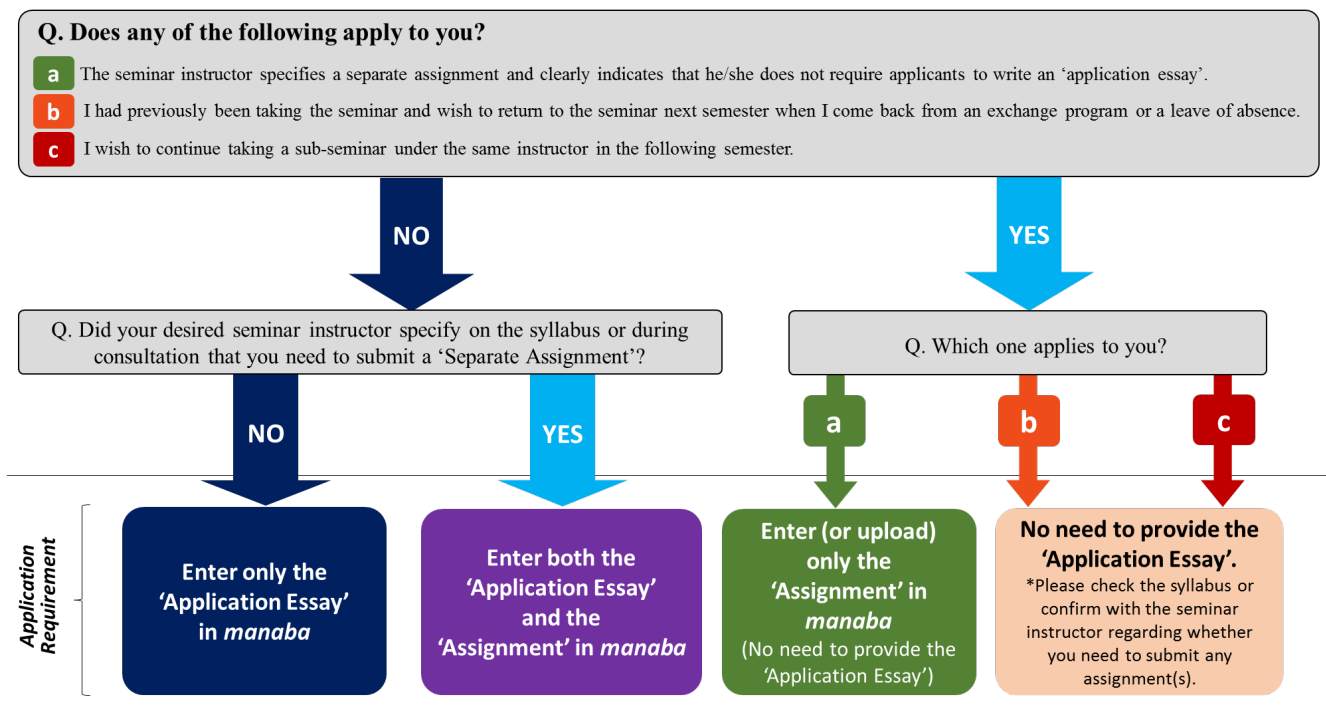 Q. Does any of the following apply to you?
a The seminar instructor specifies a separate assignment and clearly indicates that he/she does not require applicants to write an ‘application essay’.
b I had previously been taking the seminar and wish to return to the seminar next semester when I come back from an exchange program or a leave of absence.
c I wish to continue taking a sub-seminar under the same instructor in the following semester.
NO
YES
Q. Did your desired seminar instructor specify on the syllabus or during
consultation that you need to submit a ‘Separate Assignment’?
Q. Which one applies to you?
NO
YES
a
b
c
Application
Requirement
Enter only the
‘Application Essay’
in manaba
Enter both the
‘Application Essay’
and the
‘Assignment’ in manaba
Enter (or upload)
only the
‘Assignment’ in
manaba
(No need to provide the
‘Application Essay’)
No need to provide the
‘Application Essay’.
*Please check the syllabus or
confirm with the seminar
instructor regarding whether
you need to submit any
assignment(s).